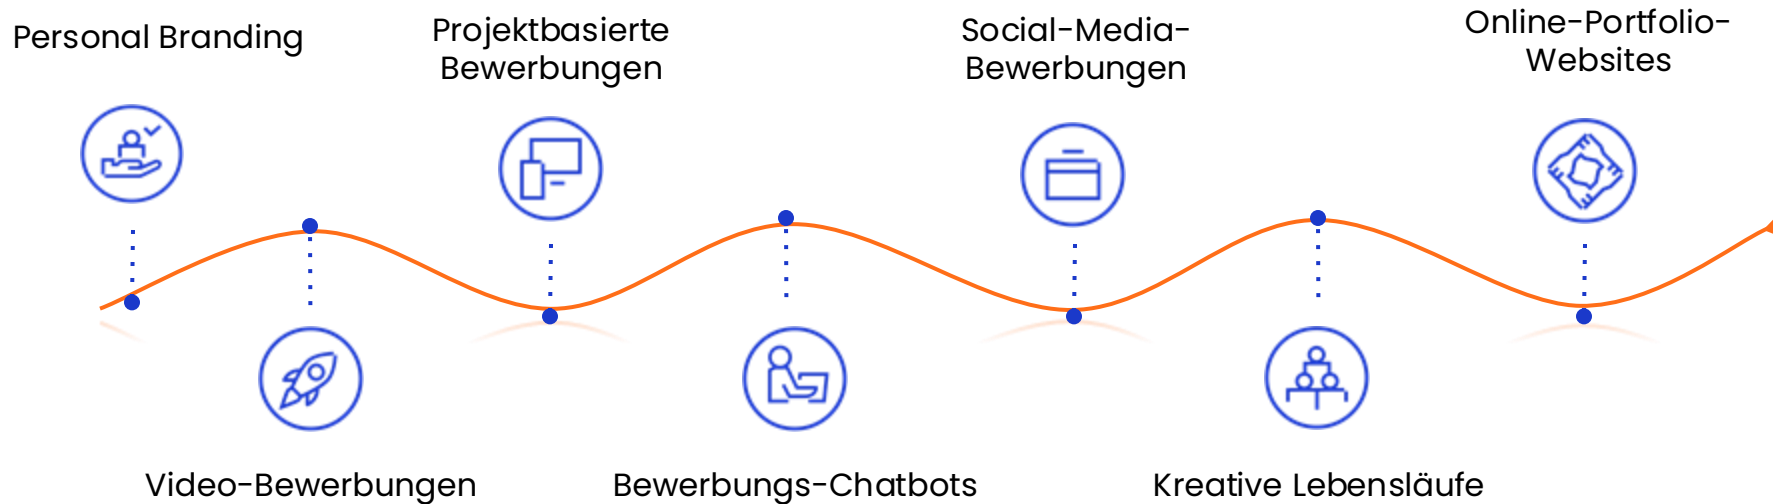 Personal Branding
Projektbasierte
Bewerbungen
Social-Media-
Bewerbungen
Online-Portfolio-
Websites
Video-Bewerbungen
Bewerbungs-Chatbots
Kreative Lebensläufe